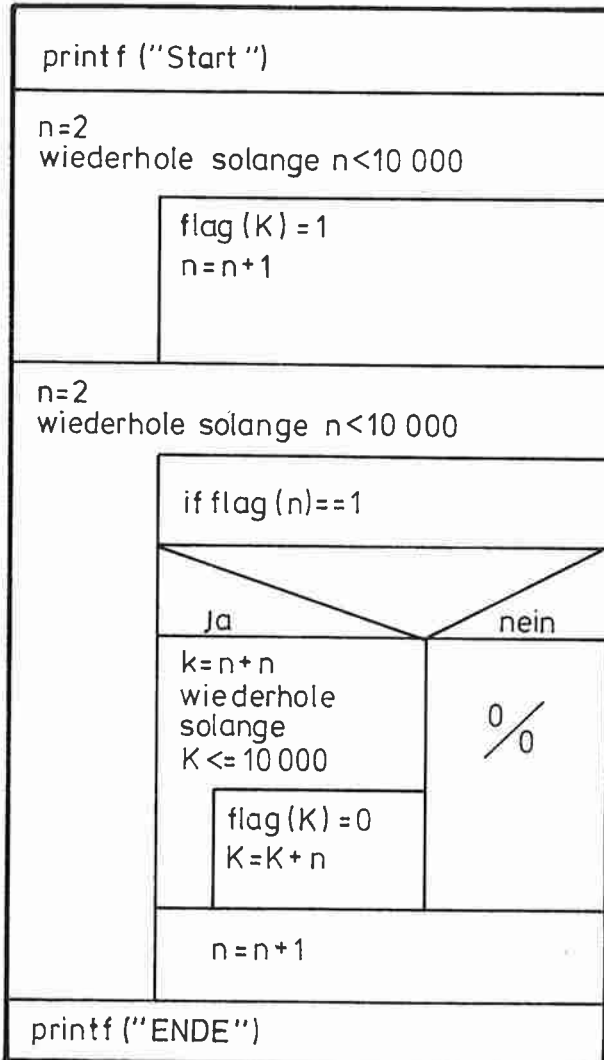 printf ("Start")
n=2
wiederhole solange n<10 000
flag (K) = 1
n=n+1
n=2
wiederhole solange n<10 000
if flag (n)==1
Ja
nein
k=n+n
wiederhole
solange
K<=10 000
0/0
flag (K) =0
K=K+n
n=n+1
printf ("ENDE")